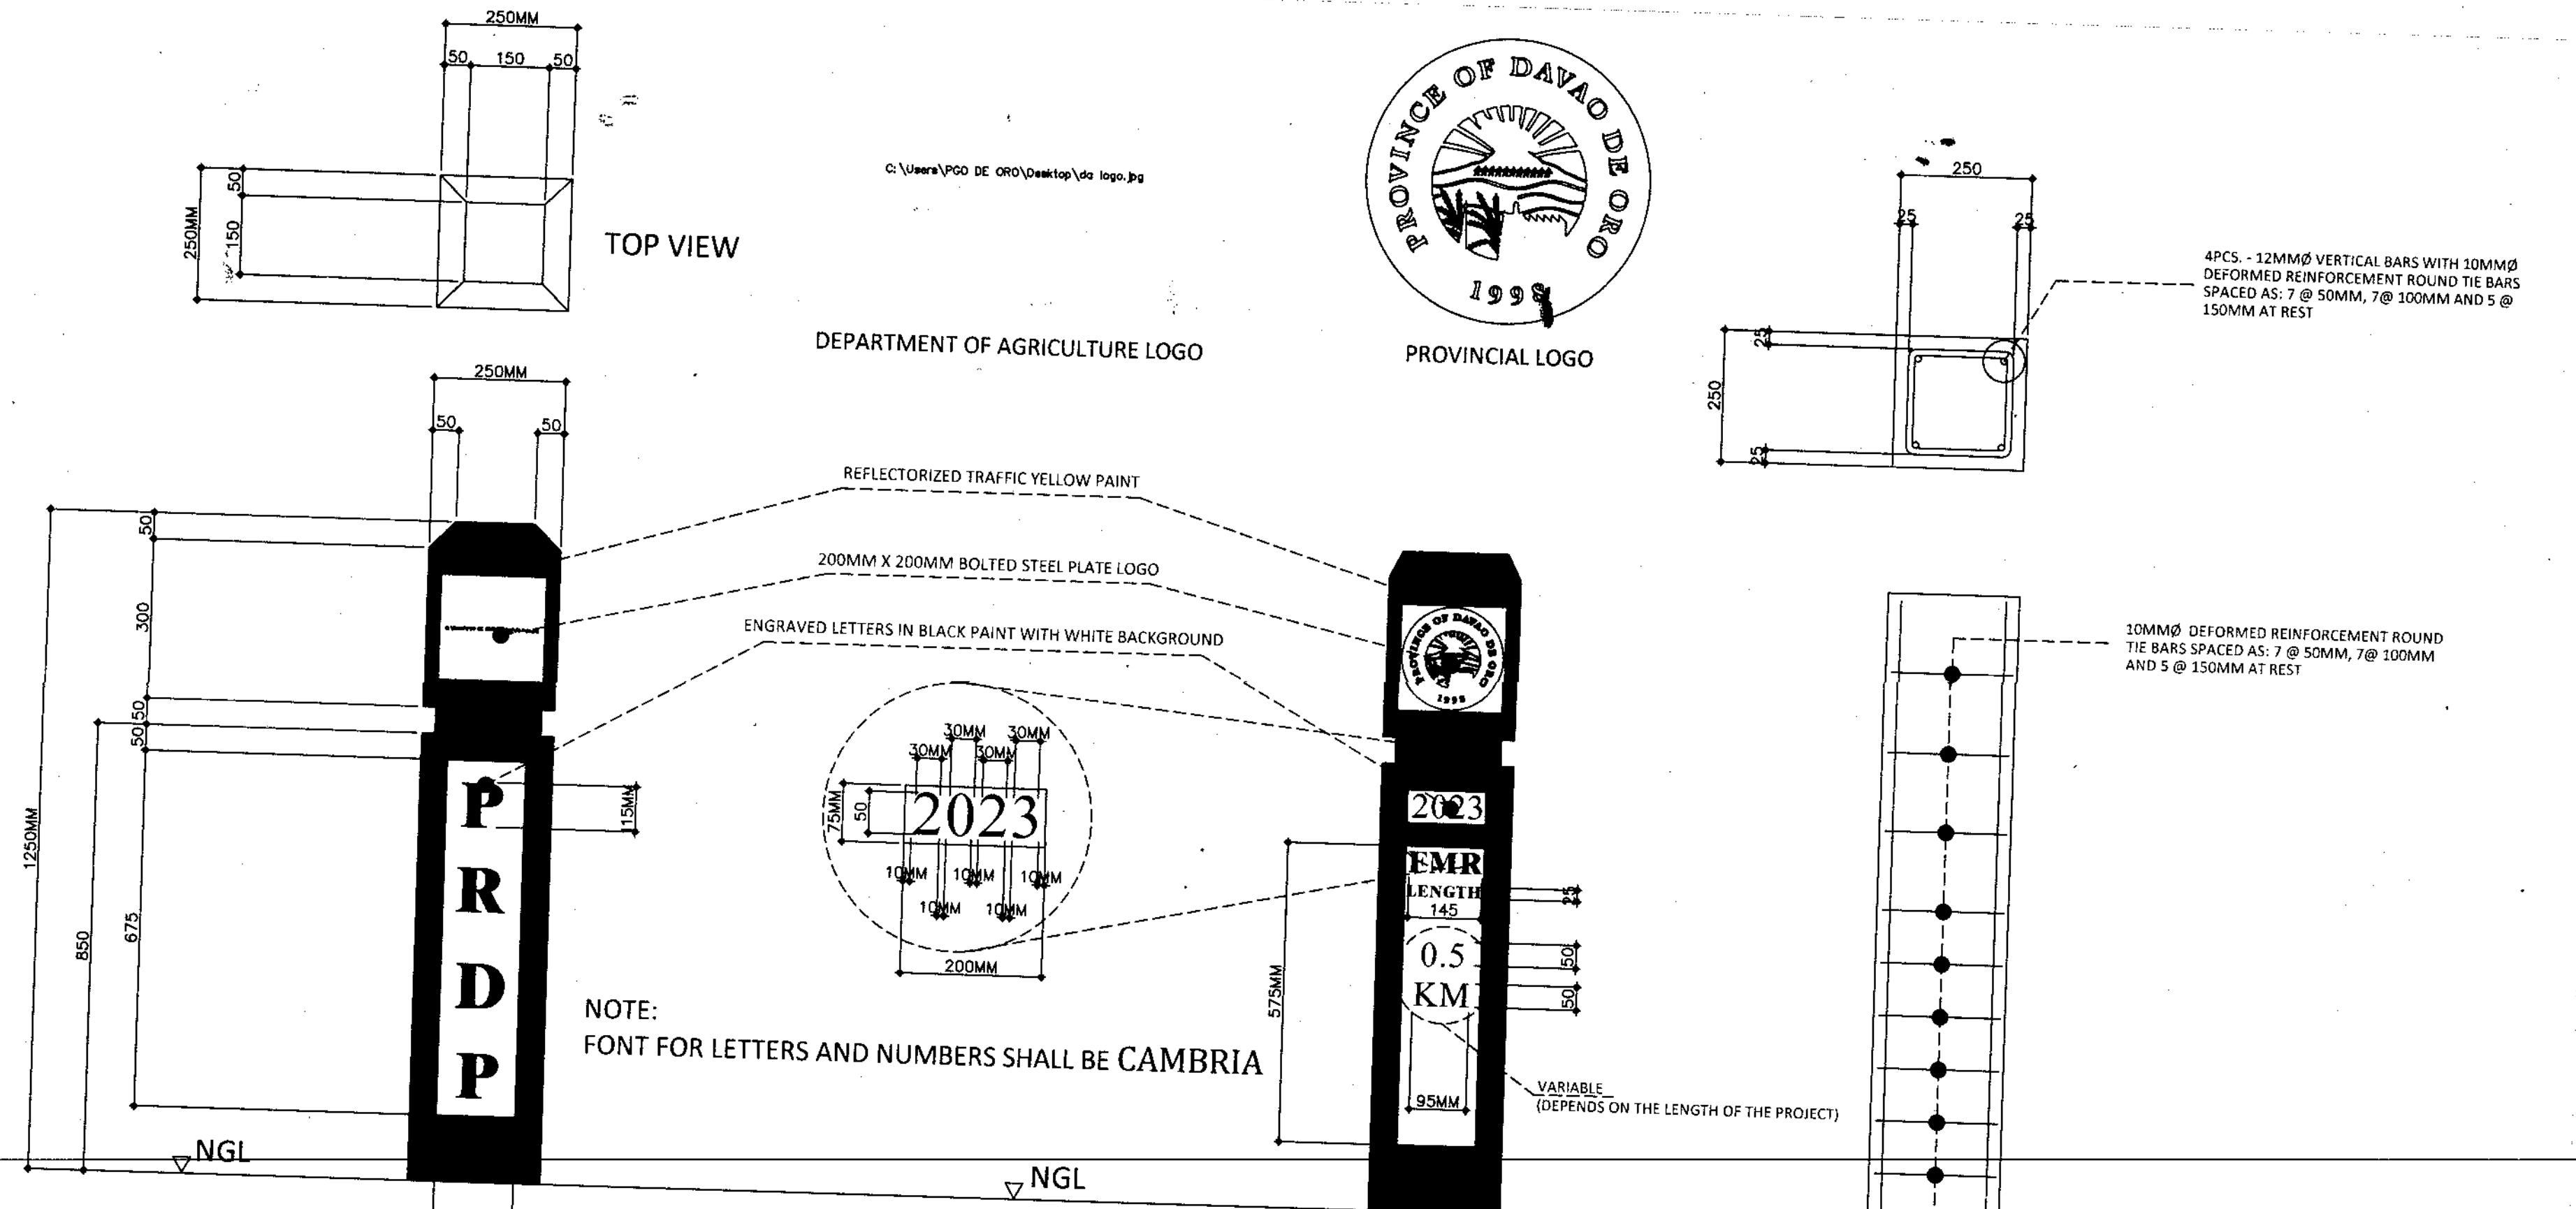 250MM
50 150 50
250MM
50
150
TOP VIEW
C:\Users\PGO DE ORO\Desktop\da logo.jpg
DEPARTMENT OF AGRICULTURE LOGO
PROVINCE OF DAVAO DE ORO
1998
PROVINCIAL LOGO
250
25 25
250
25
25
4PCS. - 12MMØ VERTICAL BARS WITH 10MMØ
DEFORMED REINFORCEMENT ROUND TIE BARS
SPACED AS: 7 @ 50MM, 7@ 100MM AND 5 @
150MM AT REST
250MM
50 50
1250MM
50
300
50
50
850
675
115MM
P
R
D
P
NGL
REFLECTORIZED TRAFFIC YELLOW PAINT
200MM X 200MM BOLTED STEEL PLATE LOGO
ENGRAVED LETTERS IN BLACK PAINT WITH WHITE BACKGROUND
30MM 30MM
30MM 30MM
75MM
50
2023
10MM 10MM 10MM
10MM 10MM
200MM
NOTE:
FONT FOR LETTERS AND NUMBERS SHALL BE CAMBRIA
NGL
PROVINCE OF DAVAO DE ORO
1998
2023
FMR
LENGTH
145
0.5
KM
25
50
50
575MM
95MM
VARIABLE
(DEPENDS ON THE LENGTH OF THE PROJECT)
10MMØ DEFORMED REINFORCEMENT ROUND
TIE BARS SPACED AS: 7 @ 50MM, 7@ 100MM
AND 5 @ 150MM AT REST